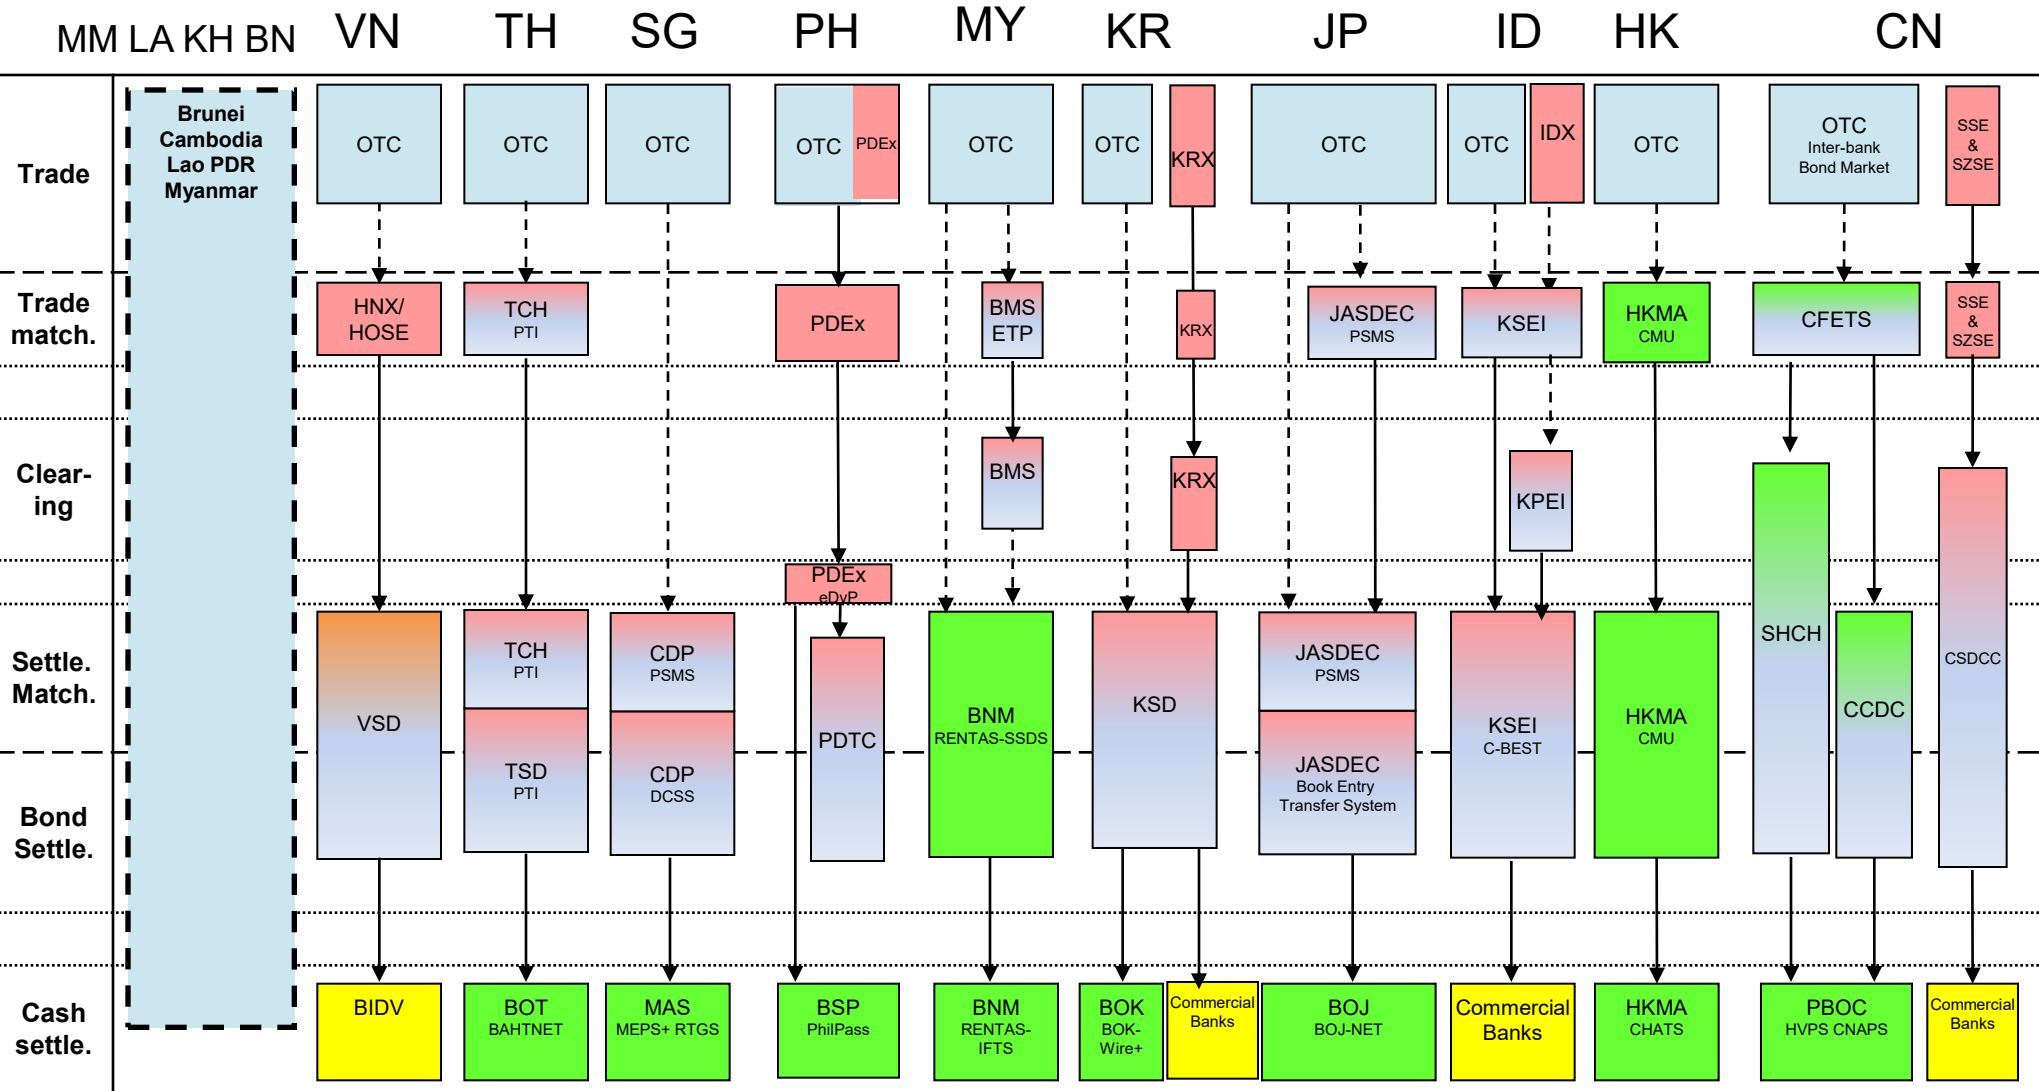 MM LA KH BN VN TH SG PH MY KR JP ID HK CN
Trade
Brunei
Cambodia
Lao PDR
Myanmar
OTC
OTC
OTC
OTC
PDEx
OTC
OTC
KRX
OTC
OTC
IDX
OTC
OTC
Inter-bank
Bond Market
SSE
&
SZSE
Trade
match.
HNX/
HOSE
TCH
PTI
PDEx
BMS
ETP
KRX
JASDEC
PSMS
KSEI
HKMA
CMU
CFETS
SSE
&
SZSE
Clear-
ing
BMS
KRX
KPEI
PDEx
eDvP
Settle.
Match.
Bond
Settle.
VSD
TCH
PTI
TSD
PTI
CDP
PSMS
CDP
DCSS
PDTC
BNM
RENTAS-SSDS
KSD
JASDEC
PSMS
JASDEC
Book Entry
Transfer System
KSEI
C-BEST
HKMA
CMU
SHCH
CCDC
CSDCC
Cash
settle.
BIDV
BOT
BAHTNET
MAS
MEPS+ RTGS
BSP
PhilPass
BNM
RENTAS-
IFTS
BOK
BOK-
Wire+
Commercial
Banks
BOJ
BOJ-NET
Commercial
Banks
HKMA
CHATS
PBOC
HVPS CNAPS
Commercial
Banks